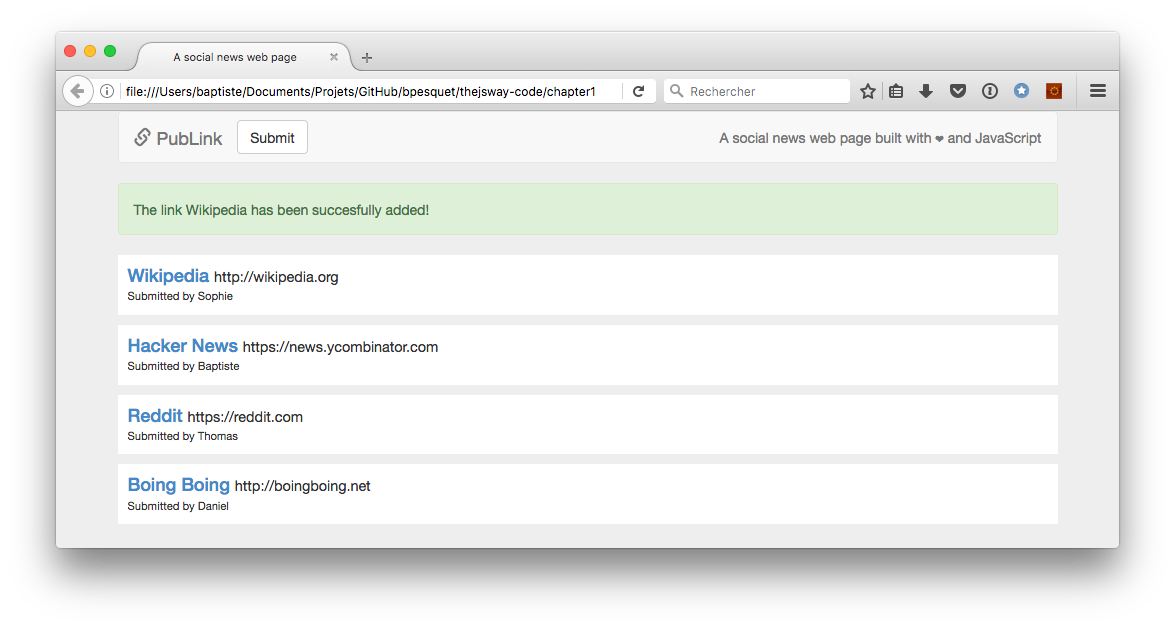 A social news web page
file:///Users/baptiste/Documents/Projets/GitHub/bpesquet/thejsway-code/chapter1
Rechercher
PubLink Submit A social news web page built with ❤ and JavaScript
The link Wikipedia has been succesfully added!
Wikipedia http://wikipedia.org
Submitted by Sophie
Hacker News https://news.ycombinator.com
Submitted by Baptiste
Reddit https://reddit.com
Submitted by Thomas
Boing Boing http://boingboing.net
Submitted by Daniel